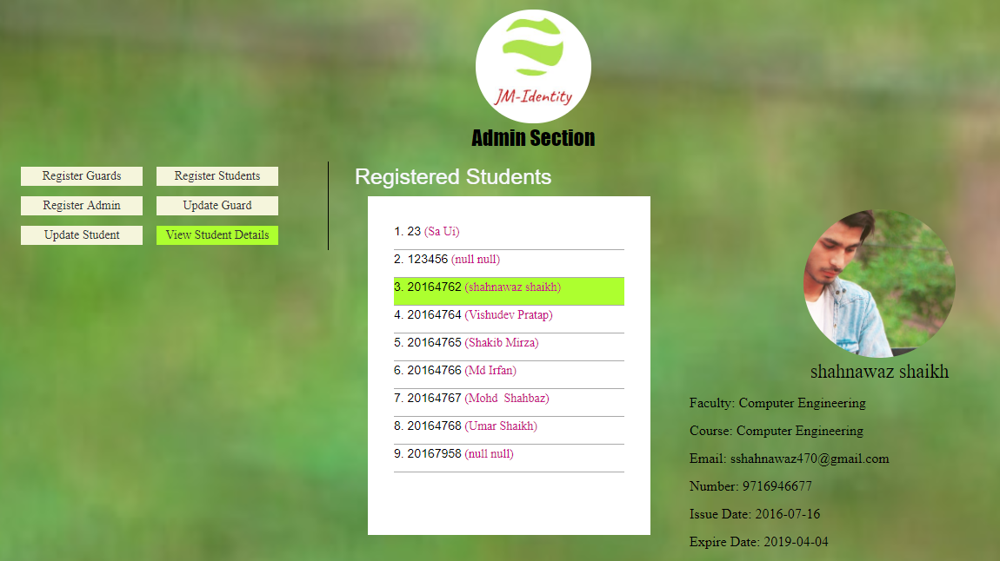 JM-Identity
Admin Section
Register Guards
Register Students
Register Admin
Update Guard
Update Student
View Student Details
Registered Students
1. 23 (Sa Ui)
2. 123456 (null null)
3. 20164762 (shahnawaz shaikh)
4. 20164764 (Vishudev Pratap)
5. 20164765 (Shakib Mirza)
6. 20164766 (Md Irfan)
7. 20164767 (Mohd  Shahbaz)
8. 20164768 (Umar Shaikh)
9. 20167958 (null null)
shahnawaz shaikh
Faculty: Computer Engineering
Course: Computer Engineering
Email: sshahnawaz470@gmail.com
Number: 9716946677
Issue Date: 2016-07-16
Expire Date: 2019-04-04